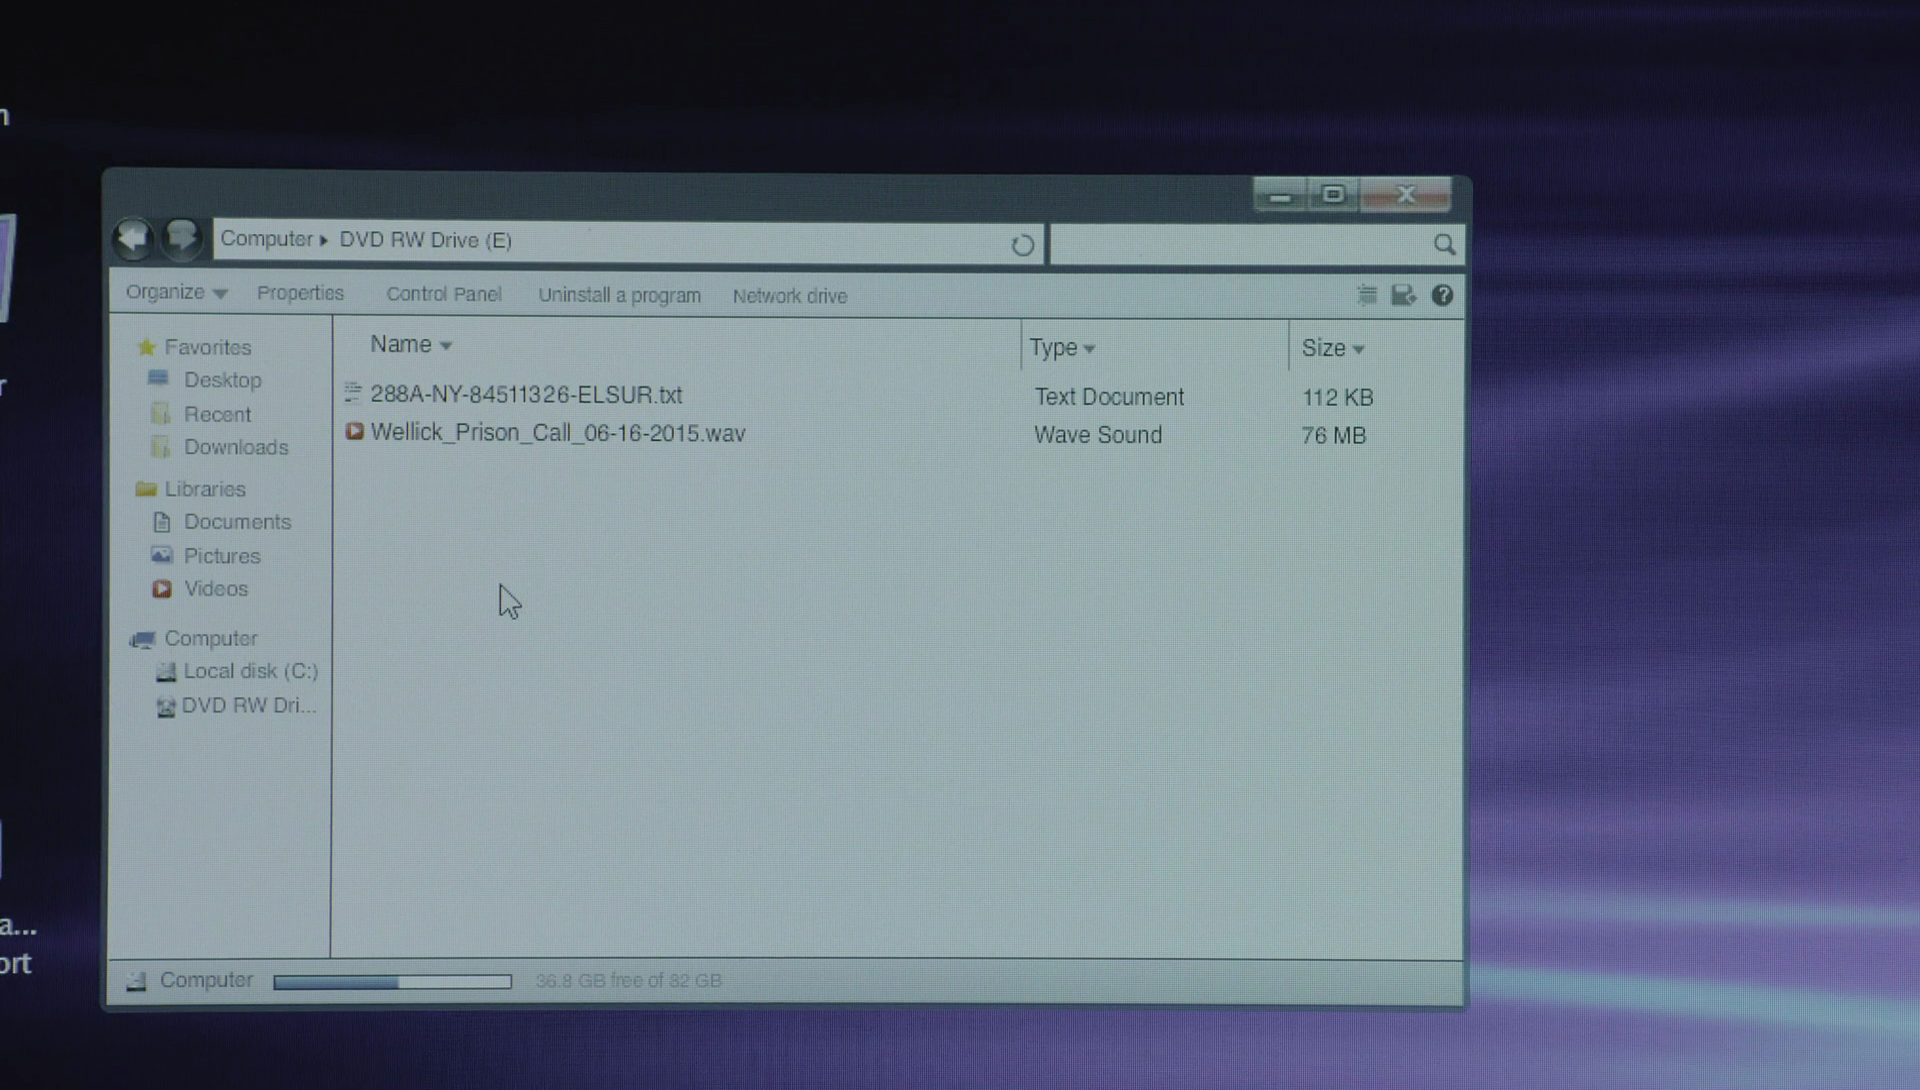 n
Computer DVD RW Drive (E)
Organize Properties Control Panel Uninstall a program Network drive
Favorites
Desktop
Recent
Downloads
Libraries
Documents
Pictures
Videos
Computer
Local disk (C:)
DVD RW Dri...
Name Type Size
288A-NY-84511326-ELSUR.txt Text Document 112 KB
Wellick_Prison_Call_06-16-2015.wav Wave Sound 76 MB
r
a...
ort
Computer 36.8 GB free of 82 GB